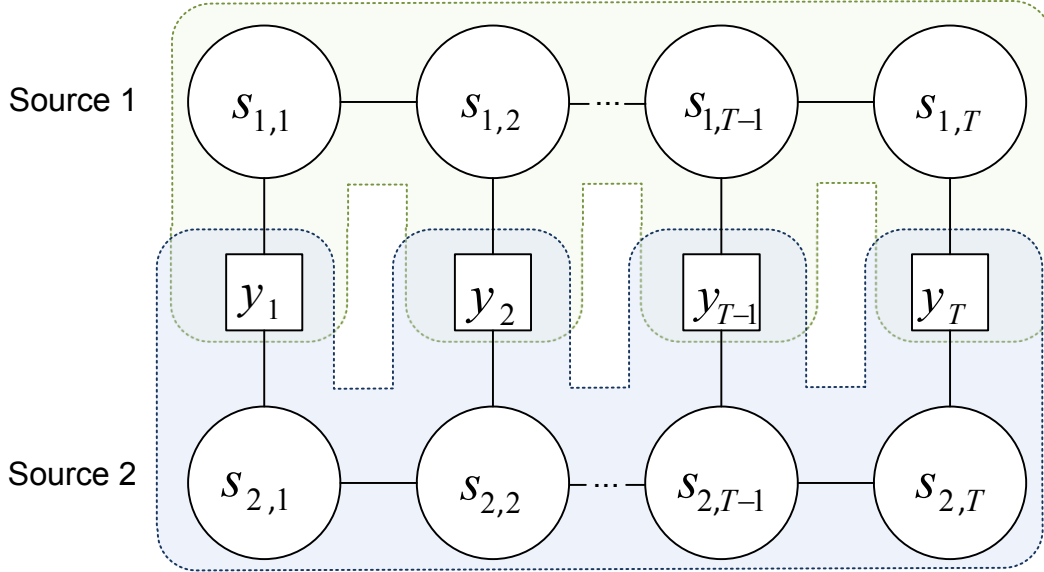 Source 1
s₁,₁ s₁,₂ ... s₁,T−1 s₁,T
y₁ y₂ yT−1 yT
Source 2
s₂,₁ s₂,₂ ... s₂,T−1 s₂,T